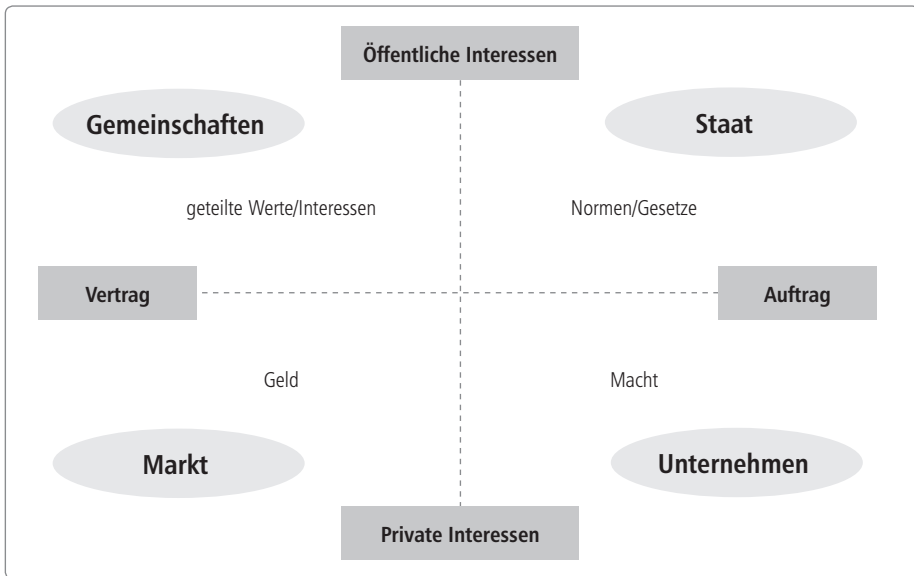 Öffentliche Interessen
Gemeinschaften
Staat
geteilte Werte/Interessen
Normen/Gesetze
Vertrag
Auftrag
Geld
Macht
Markt
Unternehmen
Private Interessen